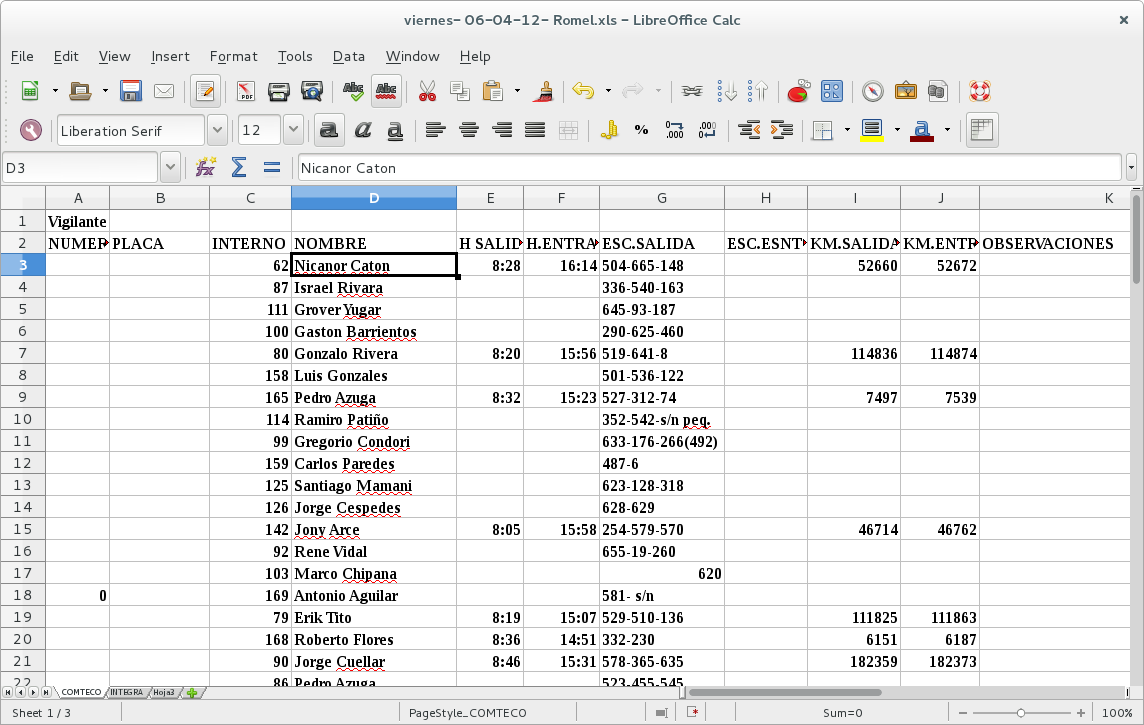 viernes- 06-04-12- Romel.xls - LibreOffice Calc
File Edit View Insert Format Tools Data Window Help
Liberation Serif 12
D3 Nicanor Caton
A B C D E F G H I J K
1 Vigilante
2 NUMER PLACA INTERNO NOMBRE H SALID H.ENTRA ESC.SALIDA ESC.ESNT KM.SALIDA KM.ENTR OBSERVACIONES
3 62 Nicanor Caton 8:28 16:14 504-665-148 52660 52672
4 87 Israel Rivara 336-540-163
5 111 Grover Yugar 645-93-187
6 100 Gaston Barrientos 290-625-460
7 80 Gonzalo Rivera 8:20 15:56 519-641-8 114836 114874
8 158 Luis Gonzales 501-536-122
9 165 Pedro Azuga 8:32 15:23 527-312-74 7497 7539
10 114 Ramiro Patiño 352-542-s/n peq.
11 99 Gregorio Condori 633-176-266(492)
12 159 Carlos Paredes 487-6
13 125 Santiago Mamani 623-128-318
14 126 Jorge Cespedes 628-629
15 142 Jony Arce 8:05 15:58 254-579-570 46714 46762
16 92 Rene Vidal 655-19-260
17 103 Marco Chipana 620
18 0 169 Antonio Aguilar 581- s/n
19 79 Erik Tito 8:19 15:07 529-510-136 111825 111863
20 168 Roberto Flores 8:36 14:51 332-230 6151 6187
21 90 Jorge Cuellar 8:46 15:31 578-365-635 182359 182373
22 86 Pedro Azuga 523-455-545
COMTECO INTEGRA Hoja3
Sheet 1 / 3 PageStyle_COMTECO Sum=0 100%